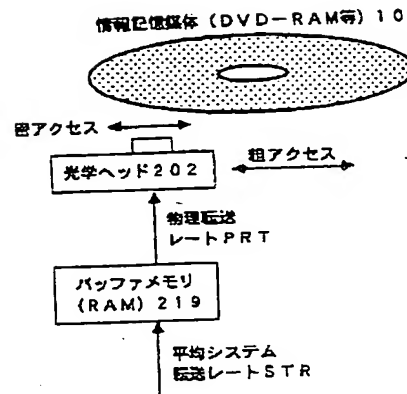 情報記憶媒体(DVD-RAM等)10
密アクセス
粗アクセス
光学ヘッド202
物理転送
レートPRT
バッファメモリ
(RAM)219
平均システム
転送レートSTR